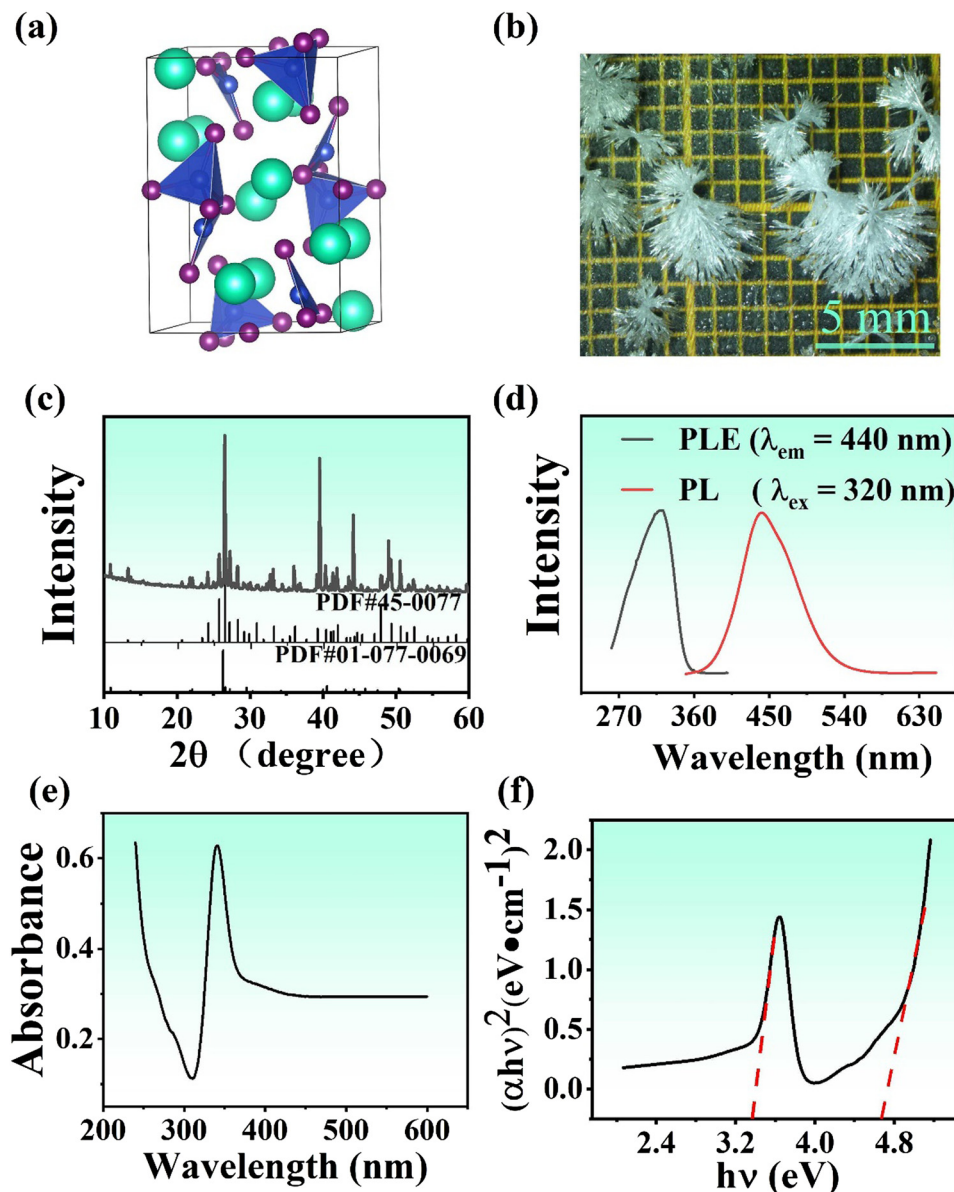 (a)
(b)
5 mm
(c)
Intensity
PDF#45-0077
PDF#01-077-0069
10 20 30 40 50 60
2θ （degree）
(d)
Intensity
PLE (λem = 440 nm)
PL ( λex = 320 nm)
270 360 450 540 630
Wavelength (nm)
(e)
Absorbance
0.6
0.4
0.2
200 300 400 500 600
Wavelength (nm)
(f)
(αhν)2(eV•cm-1)2
2.0
1.5
1.0
0.5
0.0
2.4 3.2 4.0 4.8
hν (eV)